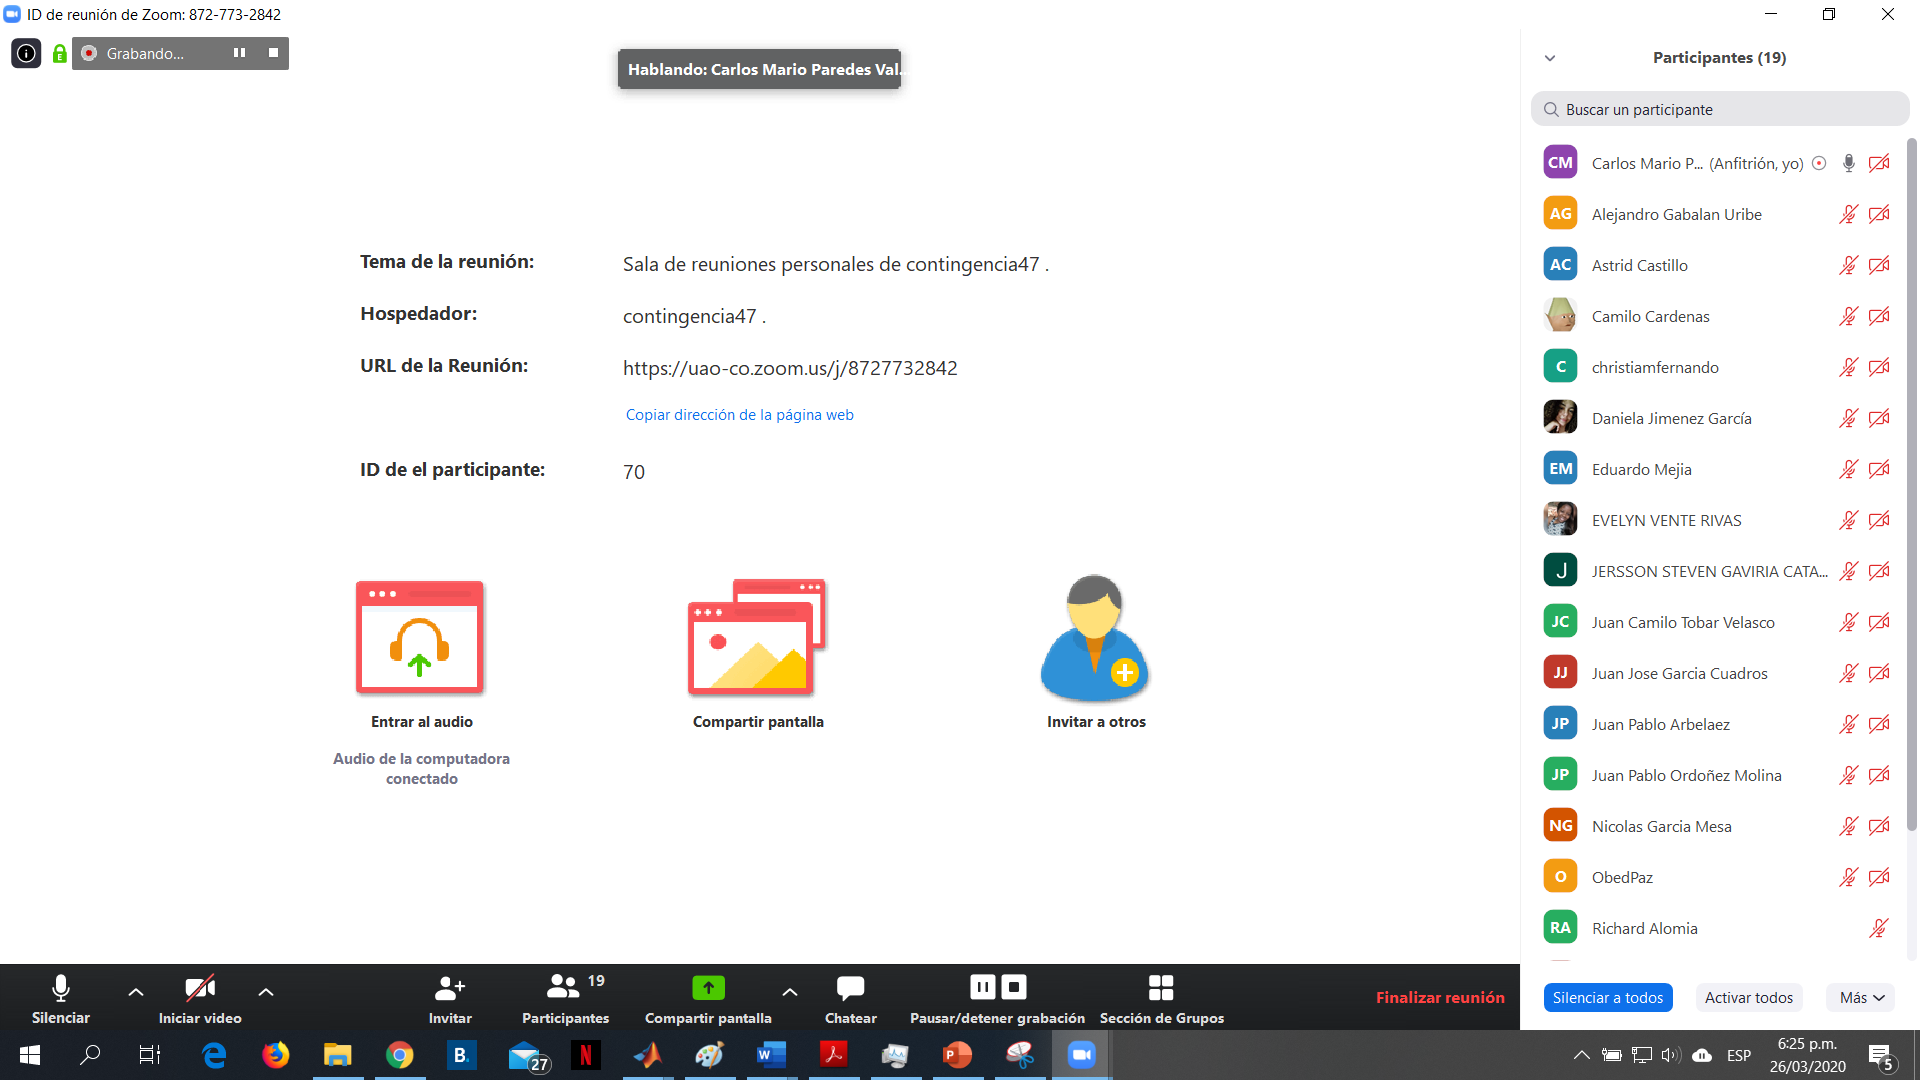 ID de reunión de Zoom: 872-773-2842
Grabando...
Hablando: Carlos Mario Paredes Val...
Tema de la reunión:
Sala de reuniones personales de contingencia47 .
Hospedador:
contingencia47 .
URL de la Reunión:
https://uao-co.zoom.us/j/8727732842
Copiar dirección de la página web
ID de el participante:
70
Entrar al audio
Audio de la computadora
conectado
Compartir pantalla
Invitar a otros
Participantes (19)
Buscar un participante
CM Carlos Mario P... (Anfitrión, yo)
AG Alejandro Gabalan Uribe
AC Astrid Castillo
Camilo Cardenas
C christiamfernando
Daniela Jimenez García
EM Eduardo Mejia
EVELYN VENTE RIVAS
J JERSSON STEVEN GAVIRIA CATA...
JC Juan Camilo Tobar Velasco
JJ Juan Jose Garcia Cuadros
JP Juan Pablo Arbelaez
JP Juan Pablo Ordoñez Molina
NG Nicolas Garcia Mesa
O ObedPaz
RA Richard Alomia
Silenciar a todos
Activar todos
Más
Silenciar
Iniciar video
Invitar
Participantes
19
Compartir pantalla
Chatear
Pausar/detener grabación
Sección de Grupos
Finalizar reunión
B.
27
N
ESP
6:25 p.m.
26/03/2020
5